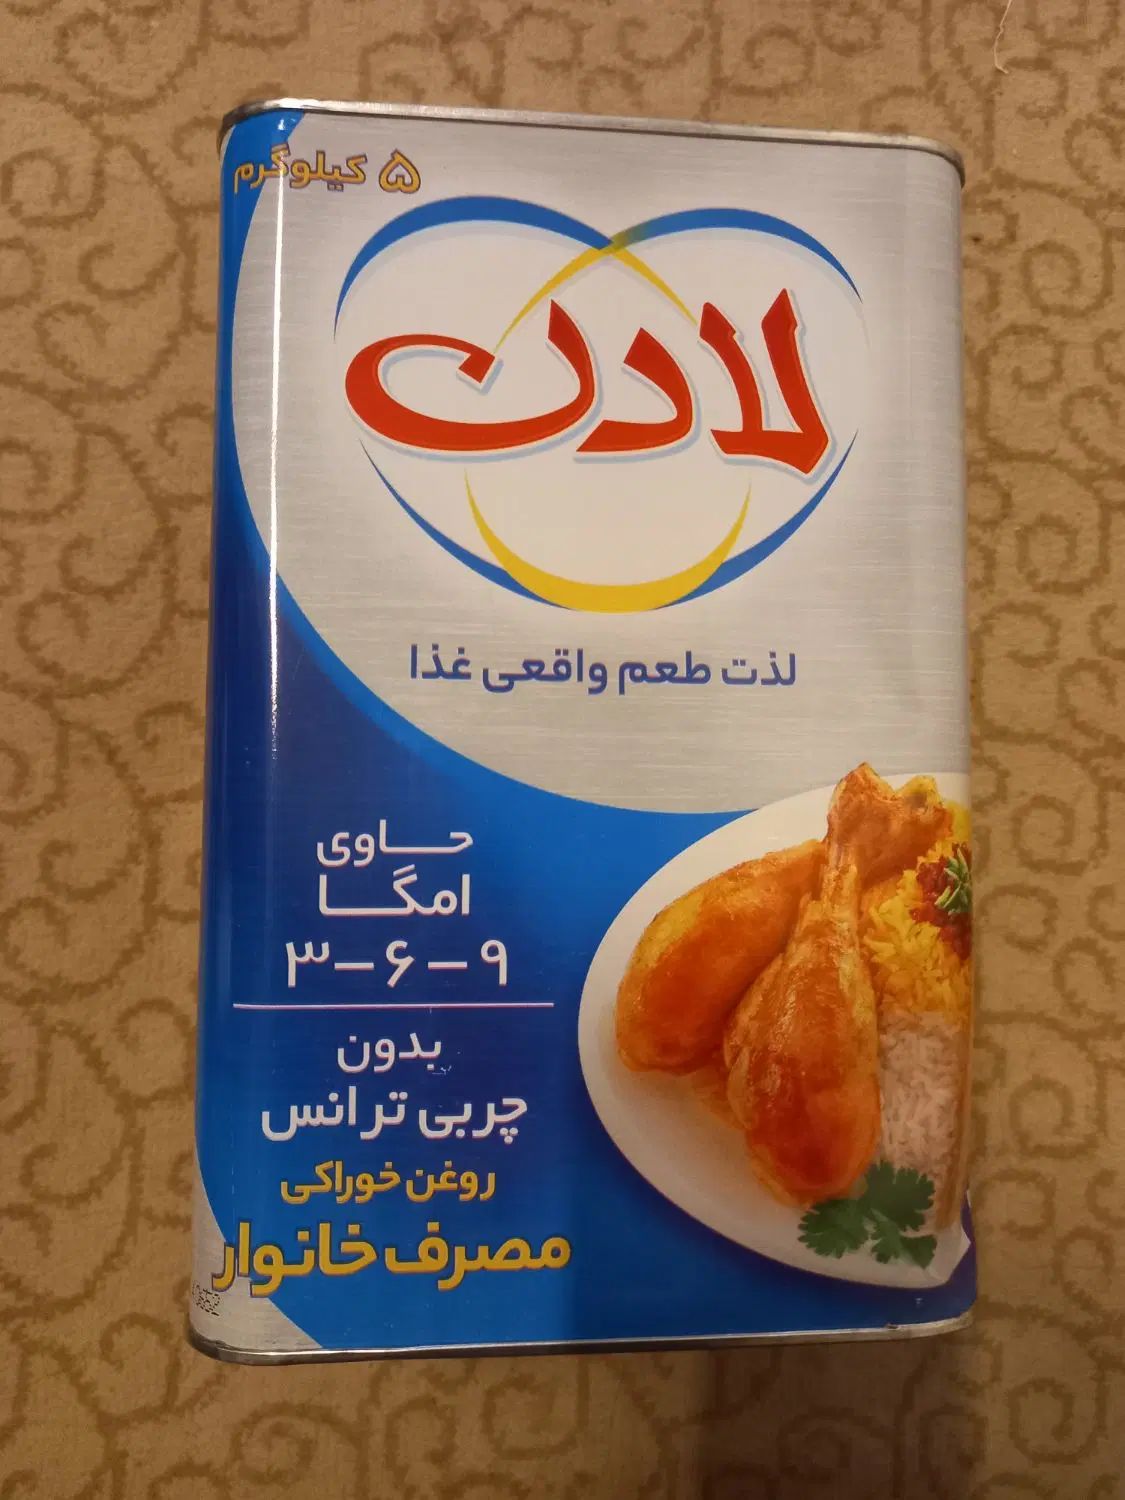 ۵ کیلوگرم
لادن
لذت طعم واقعی غذا
حاوی
امگا
۳-۶-۹
بدون
چربی ترانس
روغن خوراکی
مصرف خانوار